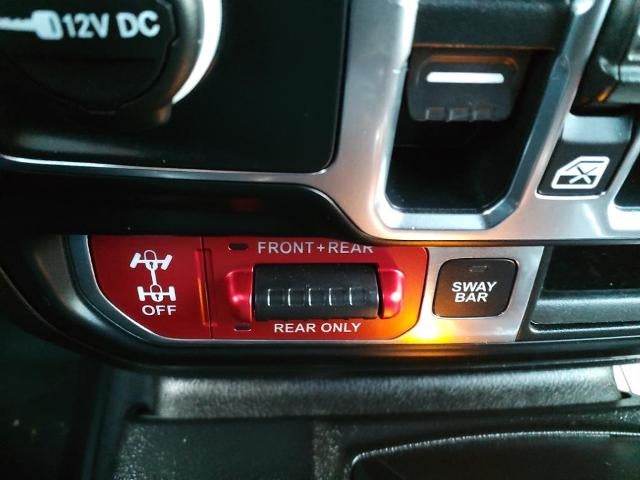 12V DC
FRONT+REAR
OFF
REAR ONLY
SWAY
BAR